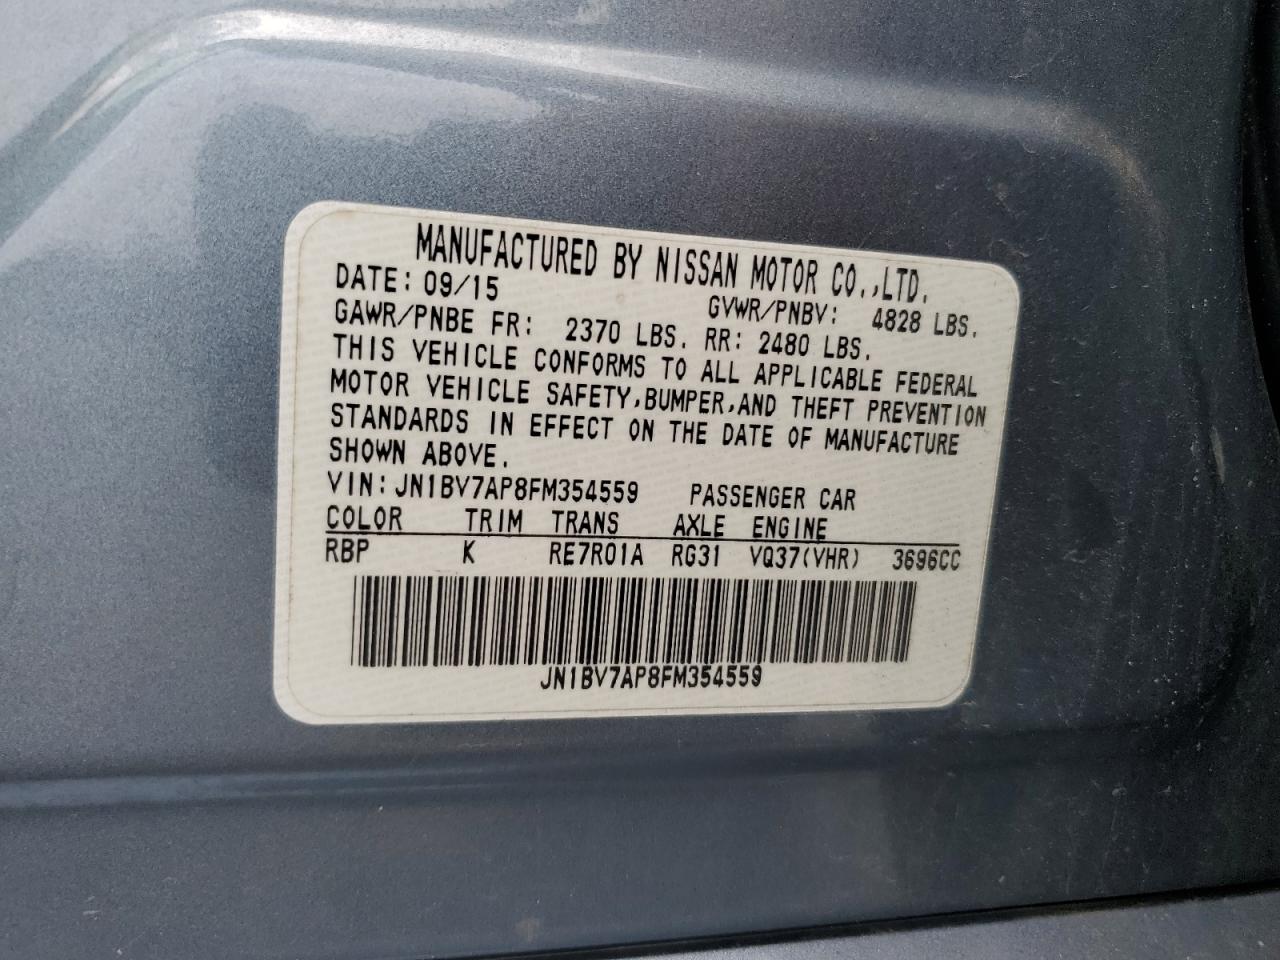 MANUFACTURED BY NISSAN MOTOR CO.,LTD.
DATE: 09/15 GVWR/PNBV: 4828 LBS.
GAWR/PNBE FR: 2370 LBS. RR: 2480 LBS.
THIS VEHICLE CONFORMS TO ALL APPLICABLE FEDERAL
MOTOR VEHICLE SAFETY,BUMPER,AND THEFT PREVENTION
STANDARDS IN EFFECT ON THE DATE OF MANUFACTURE
SHOWN ABOVE.
VIN: JN1BV7AP8FM354559 PASSENGER CAR
COLOR TRIM TRANS AXLE ENGINE
RBP K RE7R01A RG31 VQ37(VHR) 3696CC
JN1BV7AP8FM354559